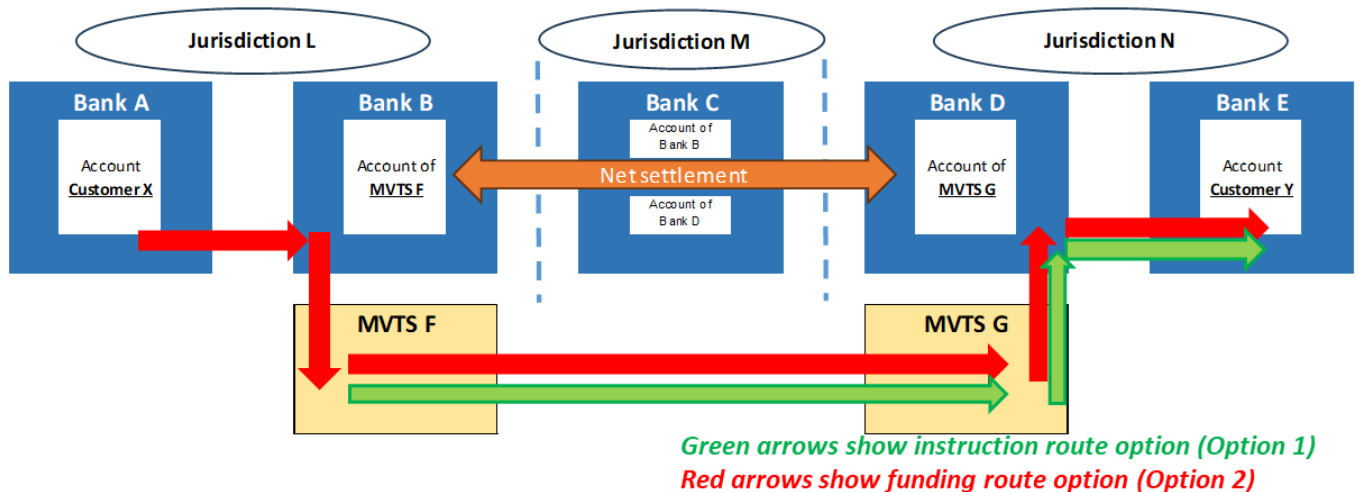 Jurisdiction L
Jurisdiction M
Jurisdiction N
Bank A
Bank B
Bank C
Bank D
Bank E
Account
Customer X
Account of
MVTS F
Account of
Bank B
Net settlement
Account of
Bank D
Account of
MVTS G
Account
Customer Y
MVTS F
MVTS G
Green arrows show instruction route option (Option 1)
Red arrows show funding route option (Option 2)